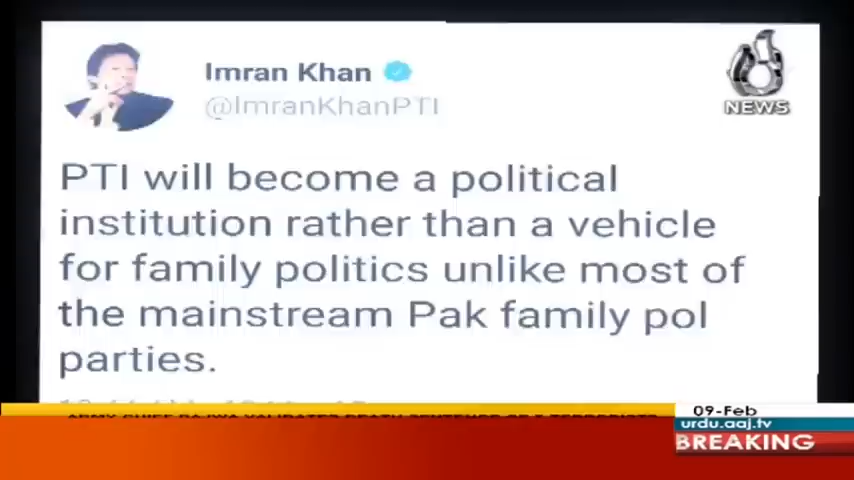 Imran Khan
@ImranKhanPTI
NEWS
PTI will become a political
institution rather than a vehicle
for family politics unlike most of
the mainstream Pak family pol
parties.
09-Feb
urdu.aaj.tv
BREAKING